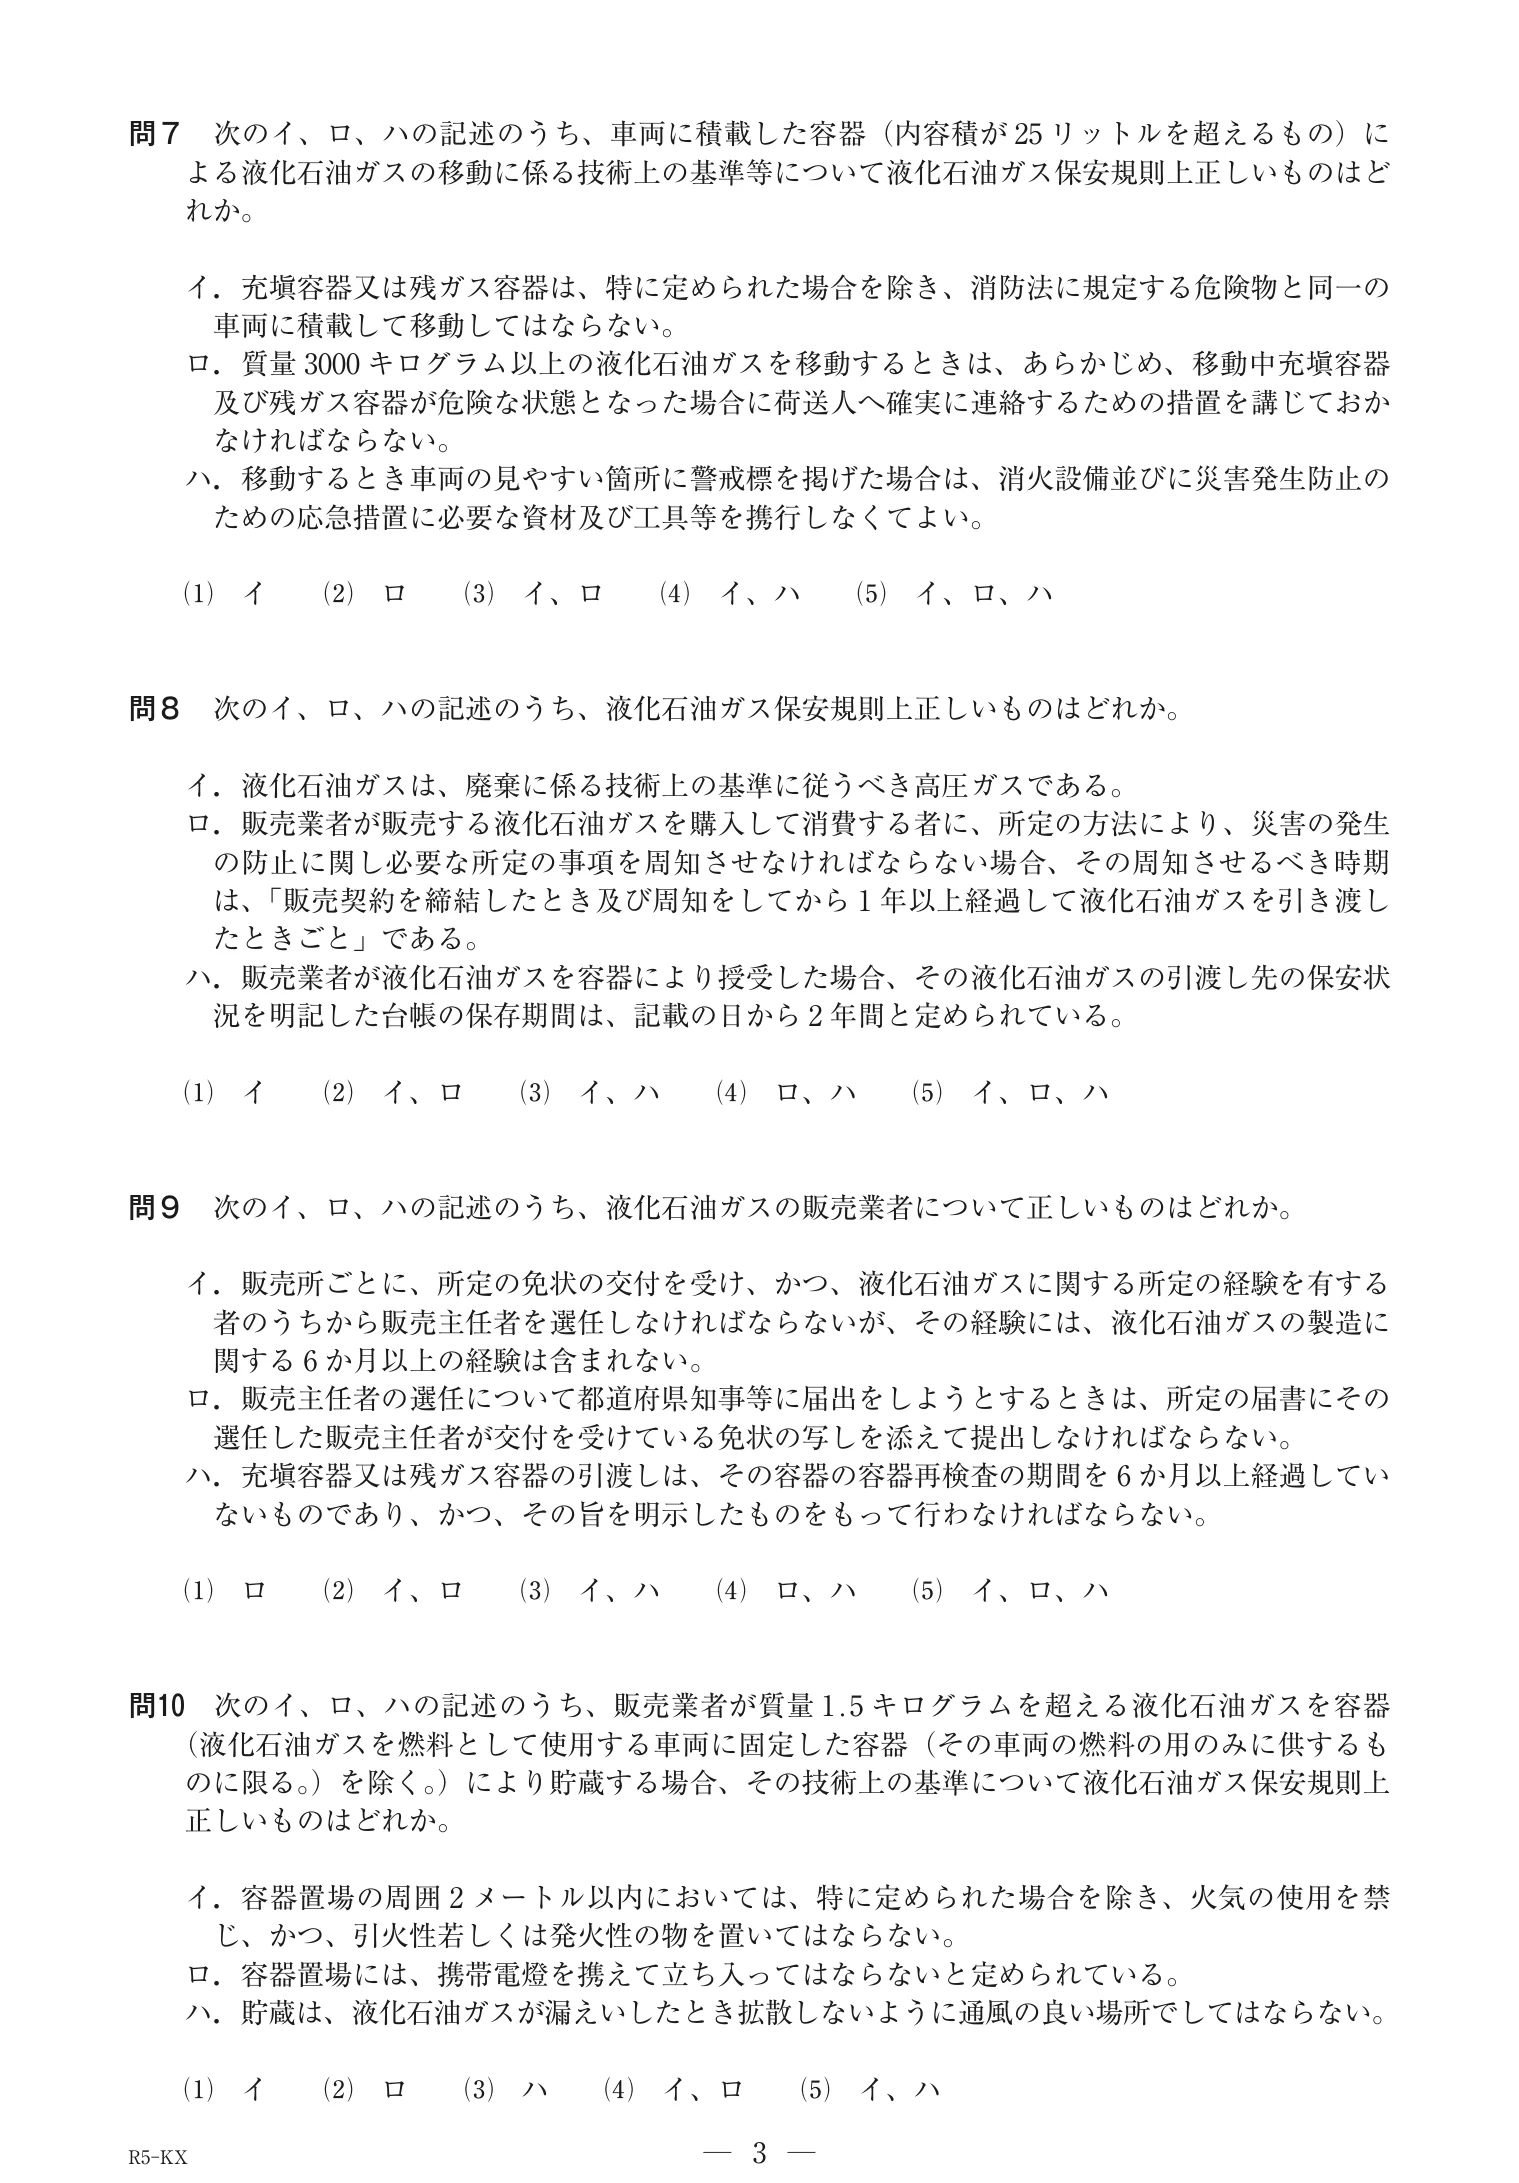 問7　次のイ、ロ、ハの記述のうち、車両に積載した容器（内容積が 25 リットルを超えるもの）に
よる液化石油ガスの移動に係る技術上の基準等について液化石油ガス保安規則上正しいものはど
れか。
イ．充塡容器又は残ガス容器は、特に定められた場合を除き、消防法に規定する危険物と同一の
車両に積載して移動してはならない。
ロ．質量 3000 キログラム以上の液化石油ガスを移動するときは、あらかじめ、移動中充塡容器
及び残ガス容器が危険な状態となった場合に荷送人へ確実に連絡するための措置を講じておか
なければならない。
ハ．移動するとき車両の見やすい箇所に警戒標を掲げた場合は、消火設備並びに災害発生防止の
ための応急措置に必要な資材及び工具等を携行しなくてよい。
(1)　イ　　(2)　ロ　　(3)　イ、ロ　　(4)　イ、ハ　　(5)　イ、ロ、ハ
問8　次のイ、ロ、ハの記述のうち、液化石油ガス保安規則上正しいものはどれか。
イ．液化石油ガスは、廃棄に係る技術上の基準に従うべき高圧ガスである。
ロ．販売業者が販売する液化石油ガスを購入して消費する者に、所定の方法により、災害の発生
の防止に関し必要な所定の事項を周知させなければならない場合、その周知させるべき時期
は、「販売契約を締結したとき及び周知をしてから 1 年以上経過して液化石油ガスを引き渡し
たときごと」である。
ハ．販売業者が液化石油ガスを容器により授受した場合、その液化石油ガスの引渡し先の保安状
況を明記した台帳の保存期間は、記載の日から 2 年間と定められている。
(1)　イ　　(2)　イ、ロ　　(3)　イ、ハ　　(4)　ロ、ハ　　(5)　イ、ロ、ハ
問9　次のイ、ロ、ハの記述のうち、液化石油ガスの販売業者について正しいものはどれか。
イ．販売所ごとに、所定の免状の交付を受け、かつ、液化石油ガスに関する所定の経験を有する
者のうちから販売主任者を選任しなければならないが、その経験には、液化石油ガスの製造に
関する 6 か月以上の経験は含まれない。
ロ．販売主任者の選任について都道府県知事等に届出をしようとするときは、所定の届書にその
選任した販売主任者が交付を受けている免状の写しを添えて提出しなければならない。
ハ．充塡容器又は残ガス容器の引渡しは、その容器の容器再検査の期間を 6 か月以上経過してい
ないものであり、かつ、その旨を明示したものをもって行わなければならない。
(1)　ロ　　(2)　イ、ロ　　(3)　イ、ハ　　(4)　ロ、ハ　　(5)　イ、ロ、ハ
問10　次のイ、ロ、ハの記述のうち、販売業者が質量 1.5 キログラムを超える液化石油ガスを容器
（液化石油ガスを燃料として使用する車両に固定した容器（その車両の燃料の用のみに供するも
のに限る。）を除く。）により貯蔵する場合、その技術上の基準について液化石油ガス保安規則上
正しいものはどれか。
イ．容器置場の周囲 2 メートル以内においては、特に定められた場合を除き、火気の使用を禁
じ、かつ、引火性若しくは発火性の物を置いてはならない。
ロ．容器置場には、携帯電燈を携えて立ち入ってはならないと定められている。
ハ．貯蔵は、液化石油ガスが漏えいしたとき拡散しないように通風の良い場所でしてはならない。
(1)　イ　　(2)　ロ　　(3)　ハ　　(4)　イ、ロ　　(5)　イ、ハ
R5-KX　　― 3 ―